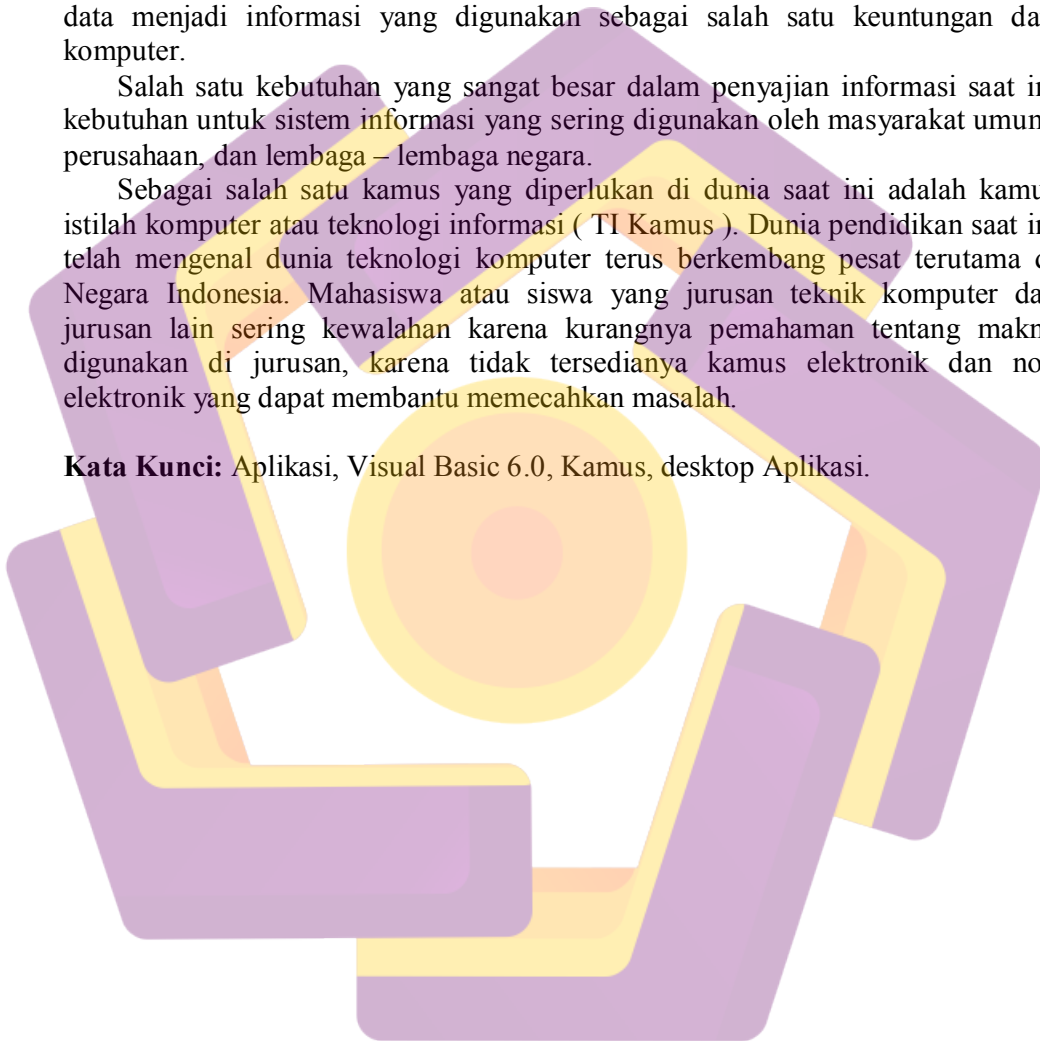 data menjadi informasi yang digunakan sebagai salah satu keuntungan da
komputer.
Salah satu kebutuhan yang sangat besar dalam penyajian informasi saat in
kebutuhan untuk sistem informasi yang sering digunakan oleh masyarakat umum
perusahaan, dan lembaga – lembaga negara.
Sebagai salah satu kamus yang diperlukan di dunia saat ini adalah kamu
istilah komputer atau teknologi informasi ( TI Kamus ). Dunia pendidikan saat in
telah mengenal dunia teknologi komputer terus berkembang pesat terutama d
Negara Indonesia. Mahasiswa atau siswa yang jurusan teknik komputer da
jurusan lain sering kewalahan karena kurangnya pemahaman tentang makn
digunakan di jurusan, karena tidak tersedianya kamus elektronik dan no
elektronik yang dapat membantu memecahkan masalah.
Kata Kunci: Aplikasi, Visual Basic 6.0, Kamus, desktop Aplikasi.